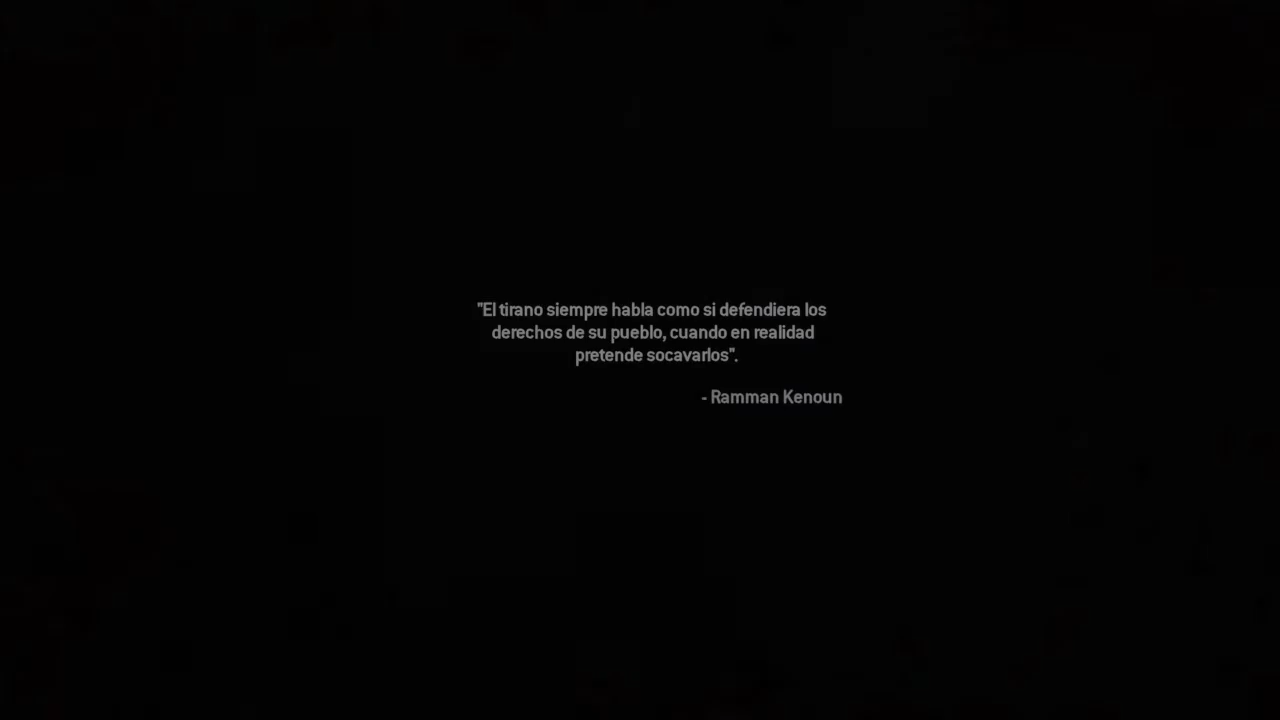 "El tirano siempre habla como si defendiera los
derechos de su pueblo, cuando en realidad
pretende socavarlos".
- Ramman Kenoun